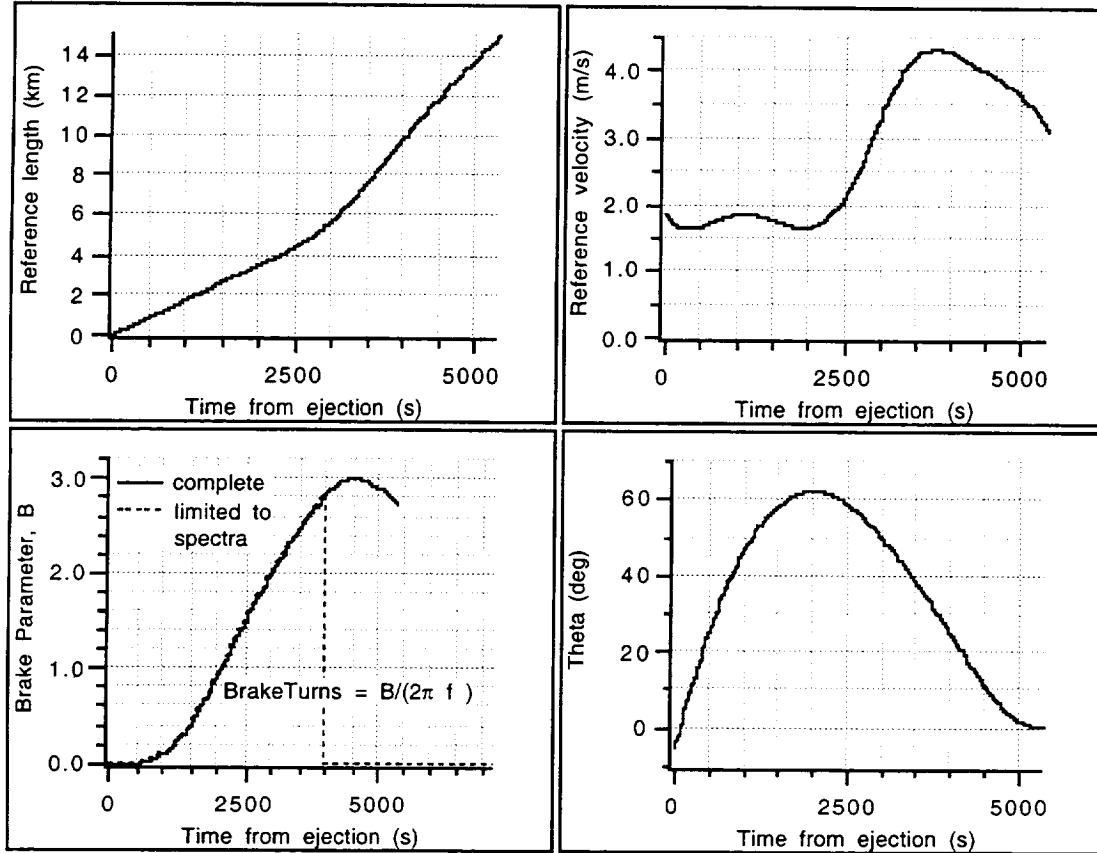 Reference length (km)
14
12
10
8
6
4
2
0
0 2500 5000
Time from ejection (s)
Reference velocity (m/s)
4.0
3.0
2.0
1.0
0.0
0 2500 5000
Time from ejection (s)
Brake Parameter, B
3.0
2.0
1.0
0.0
complete
limited to
spectra
BrakeTurns = B/(2π f )
0 2500 5000
Time from ejection (s)
Theta (deg)
60
40
20
0
0 2500 5000
Time from ejection (s)